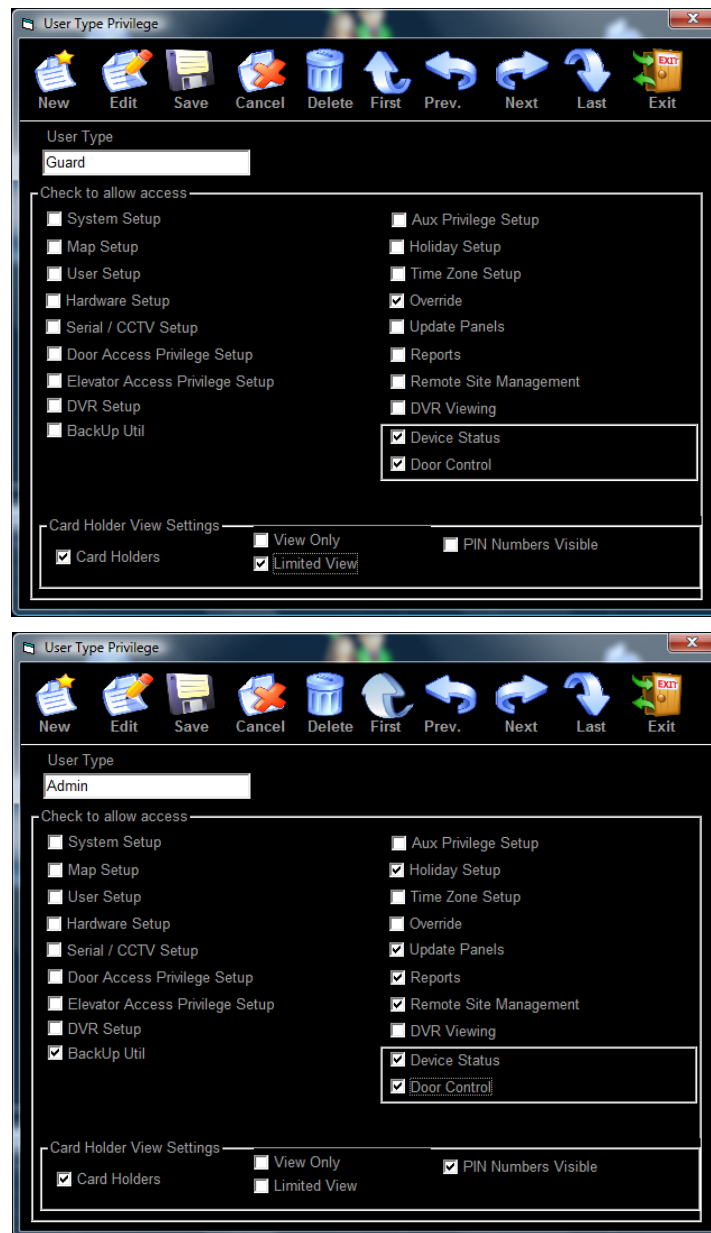 User Type Privilege
X
EXIT
New Edit Save Cancel Delete First Prev. Next Last Exit
User Type
Guard
Check to allow access
System Setup Aux Privilege Setup
Map Setup Holiday Setup
User Setup Time Zone Setup
Hardware Setup Override
Serial / CCTV Setup Update Panels
Door Access Privilege Setup Reports
Elevator Access Privilege Setup Remote Site Management
DVR Setup DVR Viewing
BackUp Util Device Status
Door Control
Card Holder View Settings
View Only PIN Numbers Visible
Card Holders
Limited View
User Type Privilege
X
EXIT
New Edit Save Cancel Delete First Prev. Next Last Exit
User Type
Admin
Check to allow access
System Setup Aux Privilege Setup
Map Setup Holiday Setup
User Setup Time Zone Setup
Hardware Setup Override
Serial / CCTV Setup Update Panels
Door Access Privilege Setup Reports
Elevator Access Privilege Setup Remote Site Management
DVR Setup DVR Viewing
BackUp Util Device Status
Door Control
Card Holder View Settings
View Only PIN Numbers Visible
Card Holders
Limited View